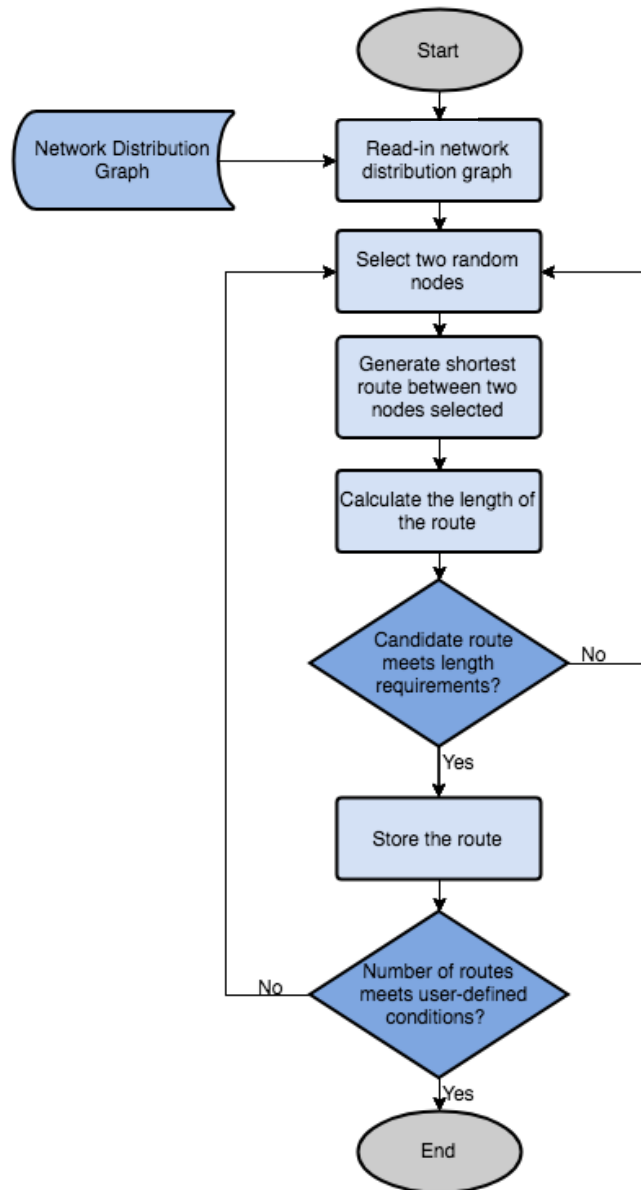 Start
Network Distribution
Graph
Read-in network
distribution graph
Select two random
nodes
Generate shortest
route between two
nodes selected
Calculate the length of
the route
Candidate route
meets length
requirements?
No
Yes
Store the route
Number of routes
meets user-defined
conditions?
No
Yes
End